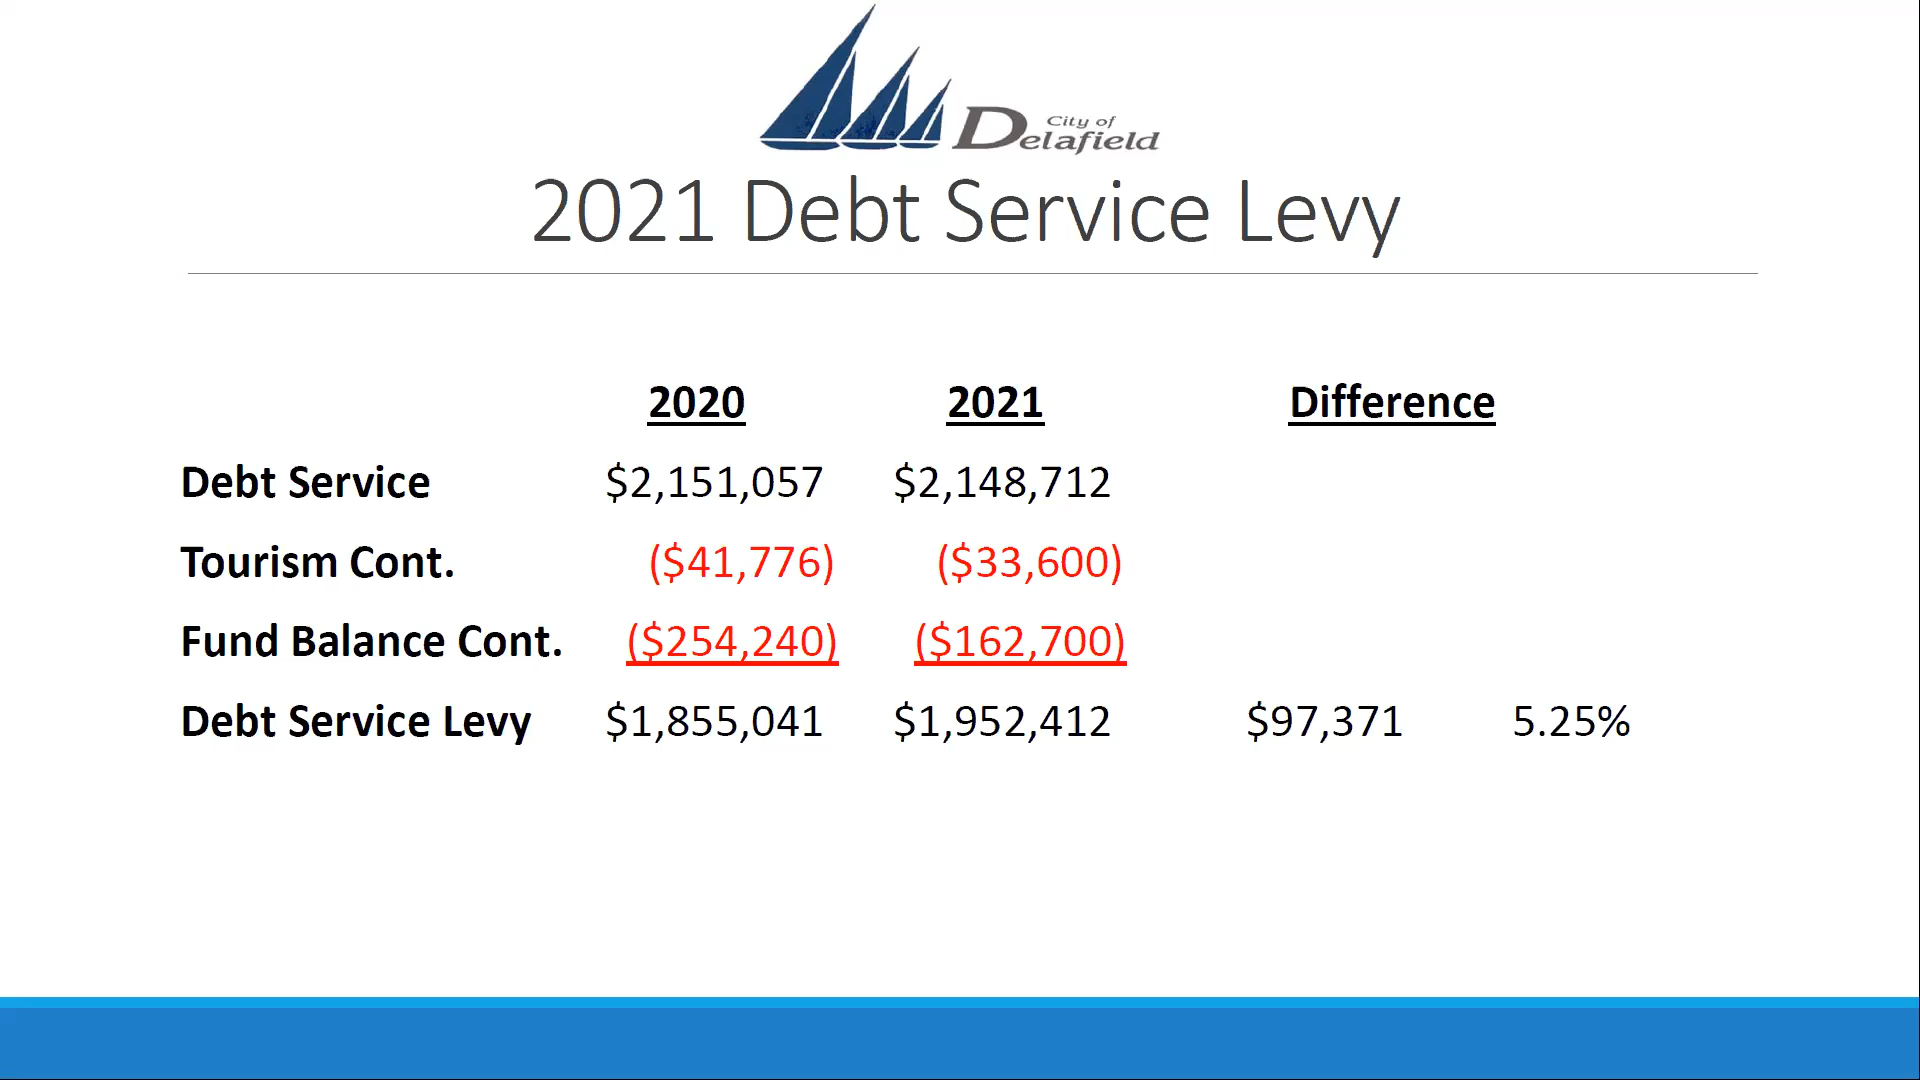 City of
Delafield
2021 Debt Service Levy
2020 2021 Difference
Debt Service $2,151,057 $2,148,712
Tourism Cont. ($41,776) ($33,600)
Fund Balance Cont. ($254,240) ($162,700)
Debt Service Levy $1,855,041 $1,952,412 $97,371 5.25%